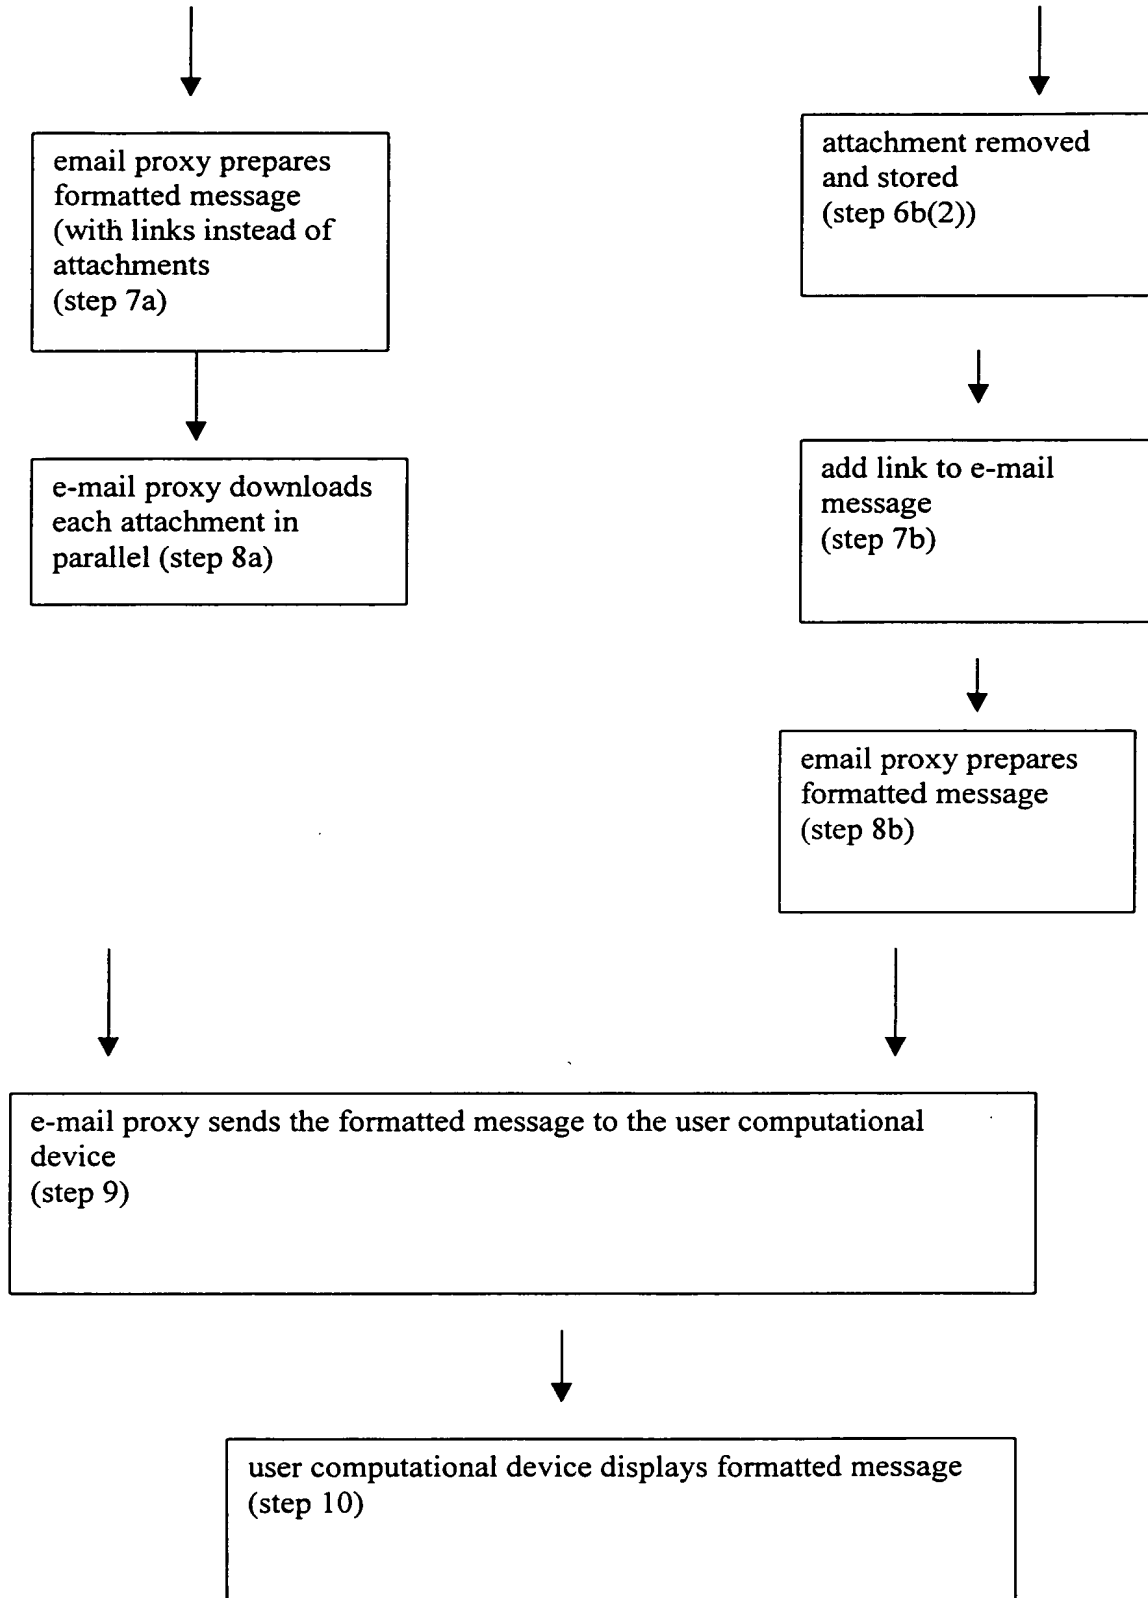 email proxy prepares
formatted message
(with links instead of
attachments
(step 7a)
attachment removed
and stored
(step 6b(2))
e-mail proxy downloads
each attachment in
parallel (step 8a)
add link to e-mail
message
(step 7b)
email proxy prepares
formatted message
(step 8b)
e-mail proxy sends the formatted message to the user computational
device
(step 9)
user computational device displays formatted message
(step 10)